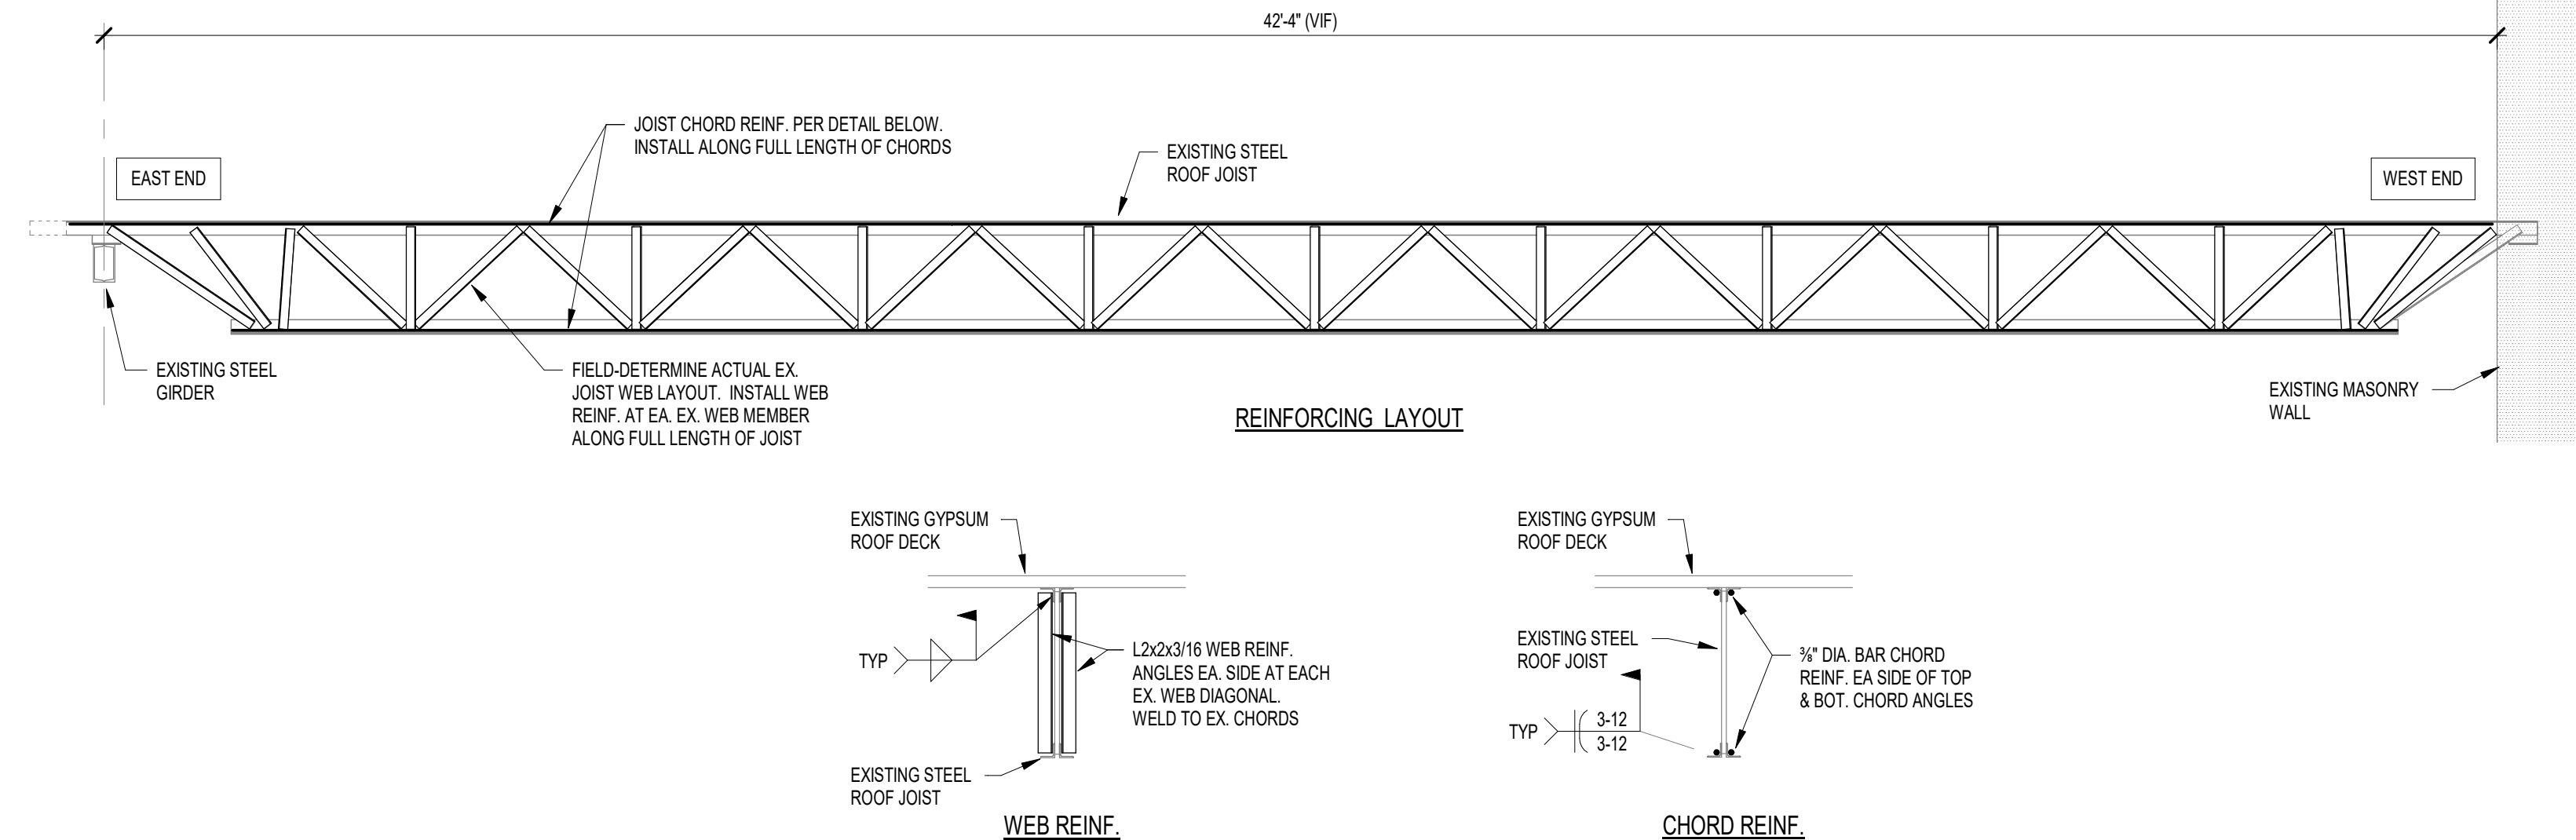 42'-4" (VIF)
JOIST CHORD REINF. PER DETAIL BELOW.
INSTALL ALONG FULL LENGTH OF CHORDS
EXISTING STEEL
ROOF JOIST
EAST END
WEST END
EXISTING STEEL
GIRDER
FIELD-DETERMINE ACTUAL EX.
JOIST WEB LAYOUT. INSTALL WEB
REINF. AT EA. EX. WEB MEMBER
ALONG FULL LENGTH OF JOIST
REINFORCING LAYOUT
EXISTING MASONRY
WALL
EXISTING GYPSUM
ROOF DECK
TYP
L2x2x3/16 WEB REINF.
ANGLES EA. SIDE AT EACH
EX. WEB DIAGONAL.
WELD TO EX. CHORDS
EXISTING STEEL
ROOF JOIST
WEB REINF.
EXISTING GYPSUM
ROOF DECK
EXISTING STEEL
ROOF JOIST
TYP
3-12
3-12
⅜" DIA. BAR CHORD
REINF. EA SIDE OF TOP
& BOT. CHORD ANGLES
CHORD REINF.